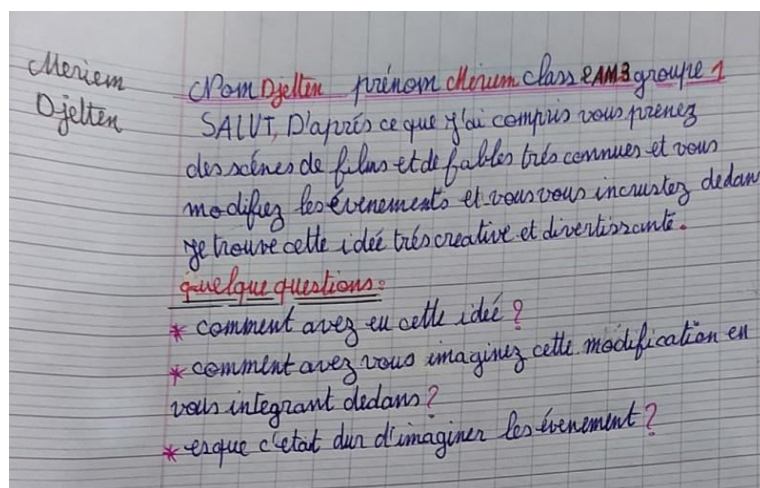 Meriem
Djelten
Nom Djelten prénom Merium class 2AM3 groupe 1
SALUT, D'aprés ce que j'ai compris vous prenez
des scénes de films et de fables trés connues et vous
modifiez les évenements et vous vous incrustez dedan
je trouve cette idée trés creative et divertissante.
quelque questions:
* comment avez eu cette idée ?
* comment avez vous imaginez cette modification en
vous integrant dedans ?
* esque c'etait dur d'imaginer les évenement ?